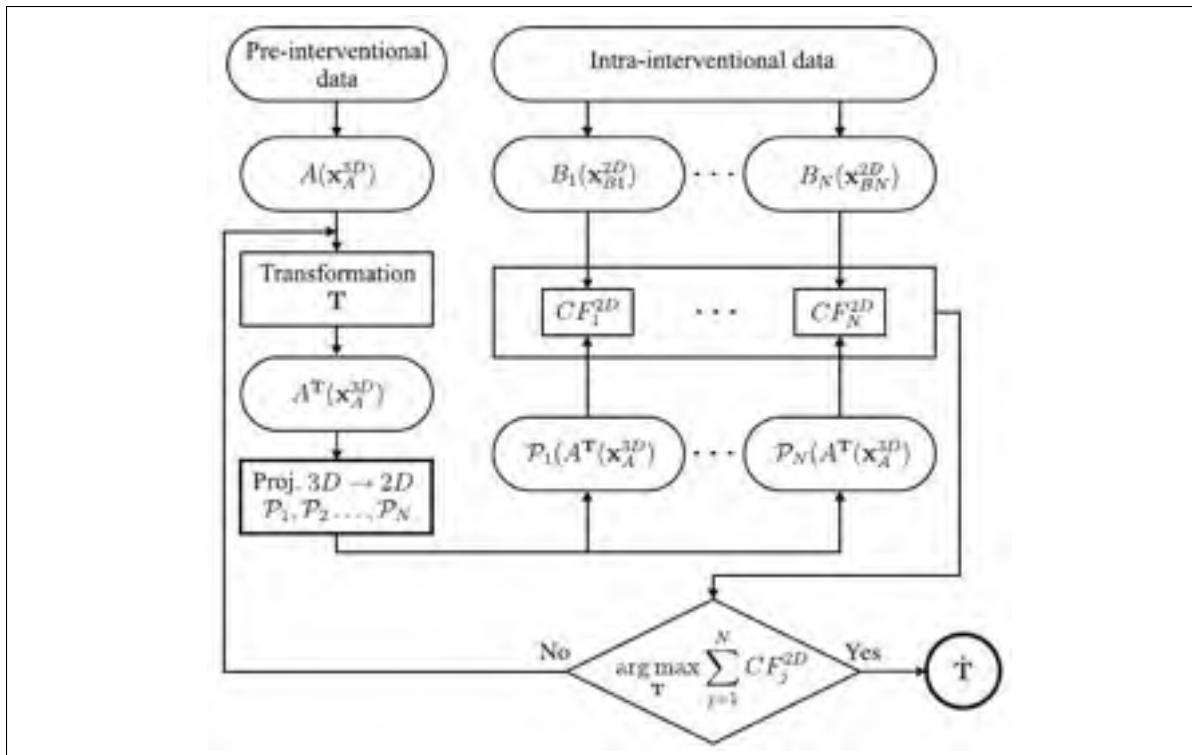 Pre-interventional
data
Intra-interventional data
A(x_A^{3D})
B_1(x_{B1}^{2D})
· · ·
B_N(x_{BN}^{2D})
Transformation
T
CF_1^{2D}
· · ·
CF_N^{2D}
A^T(x_A^{3D})
P_1(A^T(x_A^{3D})
· · ·
P_N(A^T(x_A^{3D})
Proj. 3D → 2D
P_1, P_2 ..., P_N
No
arg max_T ∑_{j=1}^{N} CF_j^{2D}
Yes